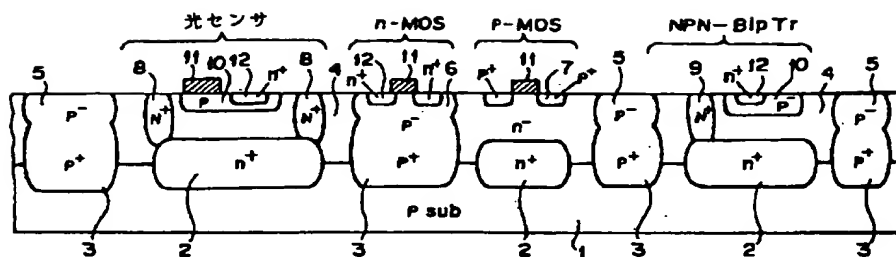 光センサ n-MOS P-MOS NPN-Bip Tr
11 10 12 n+ 12 11 11 n+ 12 10
5 8 8 4 n+ n+ 6 P+ 7 P+ 5 9 4 5
P- N+ P N+ P- n- P- N+ P- P-
P+ n+ P+ n+ P+ n+ P+
P sub
3 2 3 2 1 3 2 3